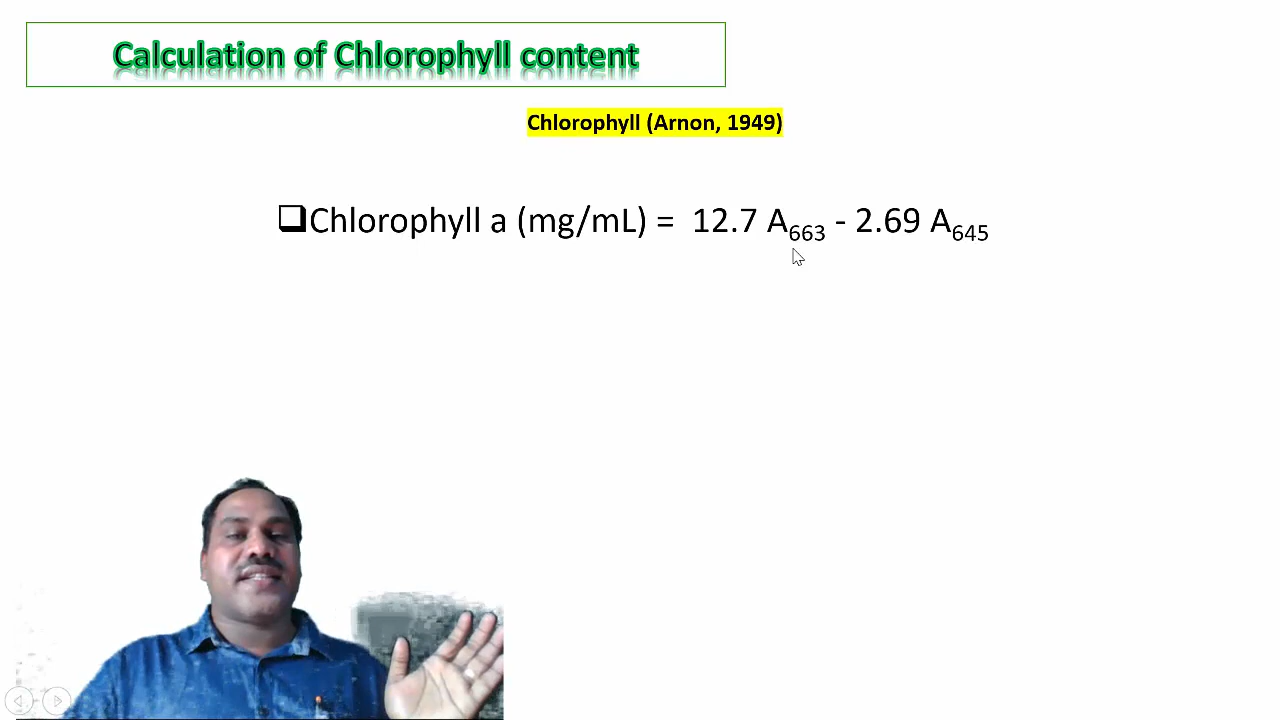 Calculation of Chlorophyll content
Chlorophyll (Arnon, 1949)
❑Chlorophyll a (mg/mL) = 12.7 A₆₆₃ - 2.69 A₆₄₅